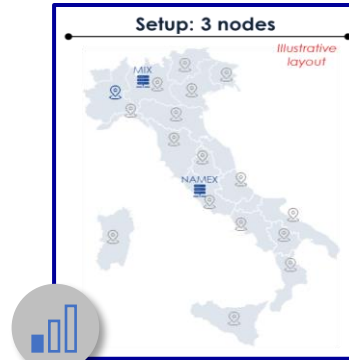 Setup: 3 nodes
Illustrative
layout
MIX
NAMEX